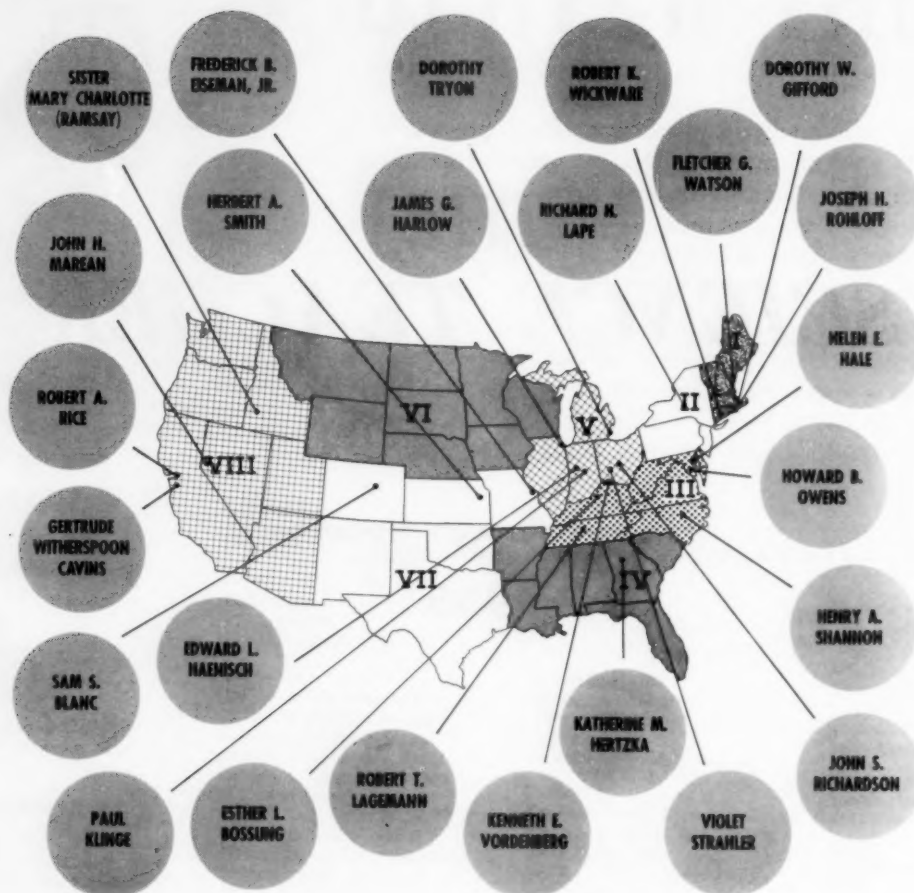 SISTER
MARY CHARLOTTE
(RAMSAY)
FREDERICK B.
EISEMAN, JR.
DOROTHY
TRYON
ROBERT K.
WICKWARE
DOROTHY W.
GIFFORD
HERBERT A.
SMITH
JAMES G.
HARLOW
RICHARD H.
LAPE
FLETCHER G.
WATSON
JOSEPH H.
ROHLOFF
JOHN H.
MAREAN
HELEN E.
HALE
ROBERT A.
RICE
HOWARD B.
OWENS
GERTRUDE
WITHERSPOON
CAVINS
HENRY A.
SHANNON
SAM S.
BLANC
EDWARD L.
HAENISCH
KATHERINE M.
HERTZKA
JOHN S.
RICHARDSON
PAUL
KLINGE
ESTHER L.
BOSSUNG
ROBERT T.
LAGEMANN
KENNETH E.
VORDENBERG
VIOLET
STRAHLER
I
II
III
IV
V
VI
VII
VIII